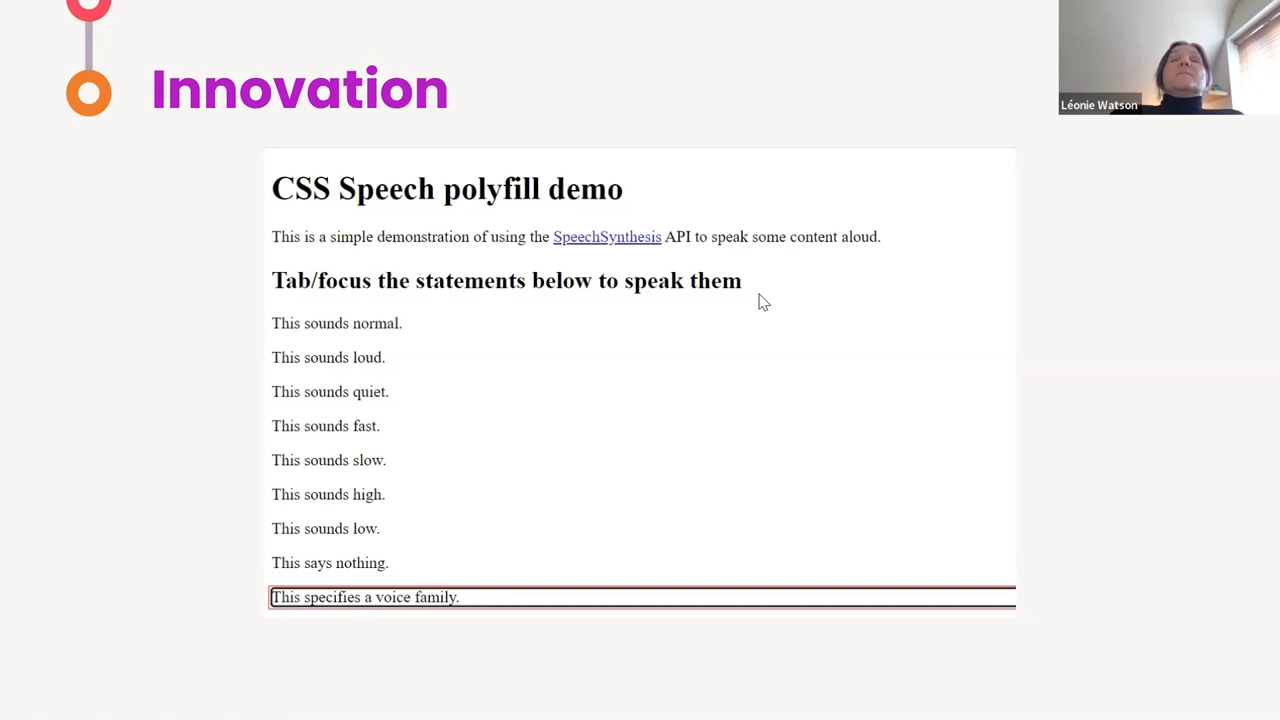 Innovation
Léonie Watson
CSS Speech polyfill demo
This is a simple demonstration of using the SpeechSynthesis API to speak some content aloud.
Tab/focus the statements below to speak them
This sounds normal.
This sounds loud.
This sounds quiet.
This sounds fast.
This sounds slow.
This sounds high.
This sounds low.
This says nothing.
This specifies a voice family.